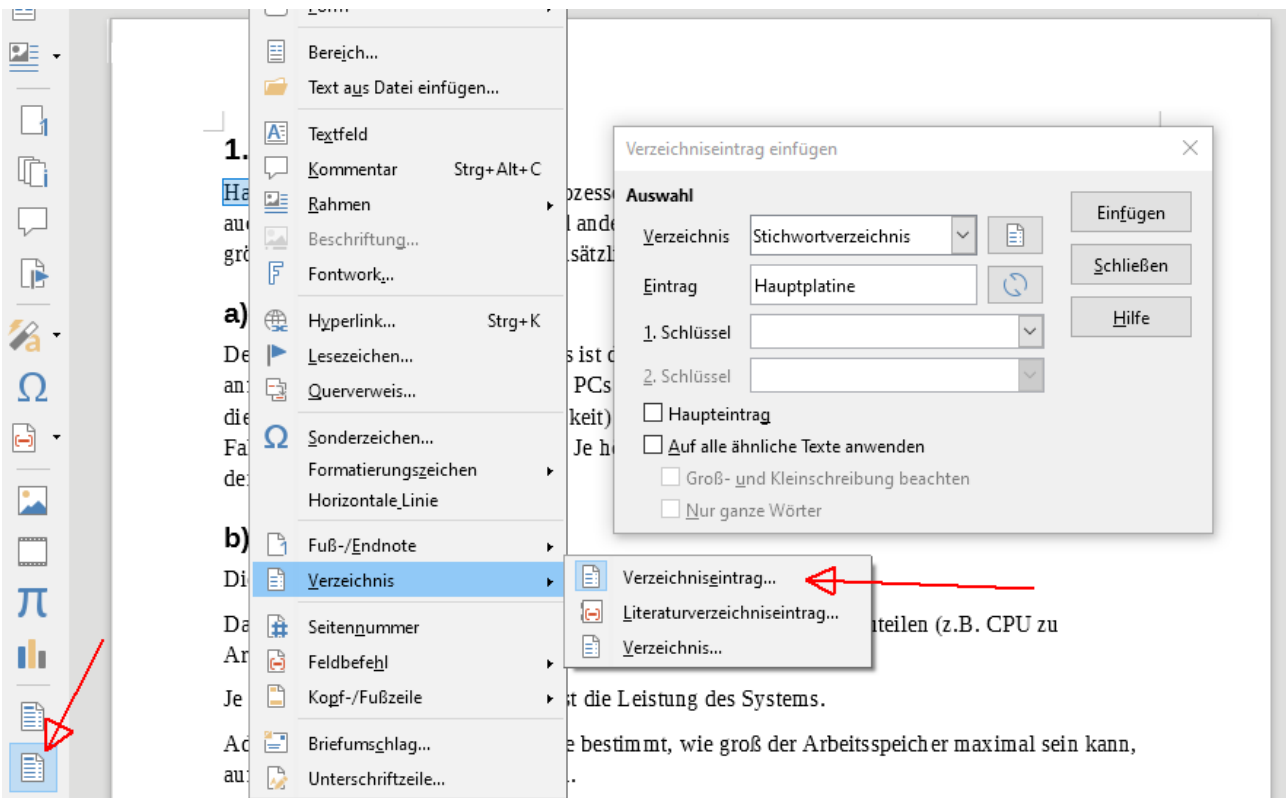 Form
Bereich...
Text aus Datei einfügen...
Textfeld
Kommentar Strg+Alt+C
Rahmen
Beschriftung...
Fontwork...
Hyperlink... Strg+K
Lesezeichen...
Querverweis...
Sonderzeichen...
Formatierungszeichen
Horizontale Linie
Fuß-/Endnote
Verzeichnis
Seitennummer
Feldbefehl
Kopf-/Fußzeile
Briefumschlag...
Unterschriftzeile...
Verzeichniseintrag...
Literaturverzeichniseintrag...
Verzeichnis...
Verzeichniseintrag einfügen
Auswahl
Verzeichnis Stichwortverzeichnis
Eintrag Hauptplatine
1. Schlüssel
2. Schlüssel
Haupteintrag
Auf alle ähnliche Texte anwenden
Groß- und Kleinschreibung beachten
Nur ganze Wörter
Einfügen
Schließen
Hilfe
1.
a)
s ist
PCs
keit)
Je
b)
uteilen (z.B. CPU zu
Je st die Leistung des Systems.
e bestimmt, wie groß der Arbeitsspeicher maximal sein kann,